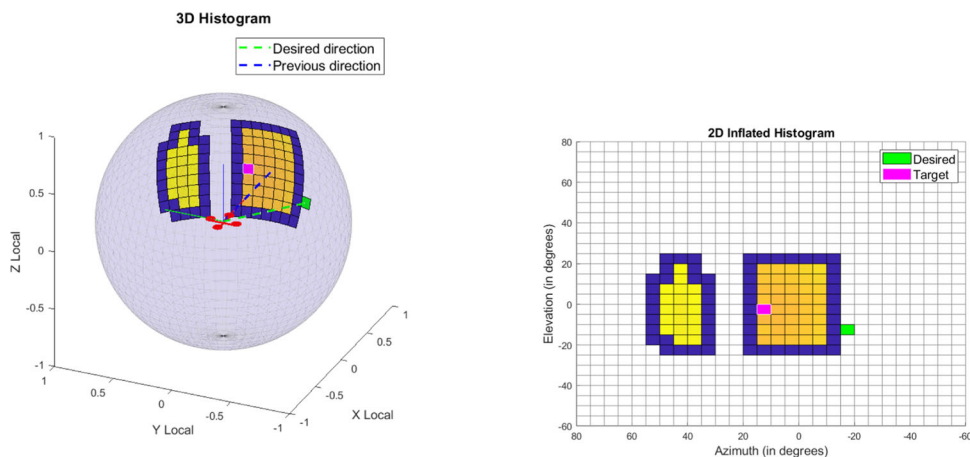 3D Histogram
Desired direction
Previous direction
1
0.5
0
-0.5
-1
Z Local
1
0.5
0
-0.5
-1
Y Local
1
0.5
0
-0.5
-1
X Local
2D Inflated Histogram
Desired
Target
80
60
40
20
0
-20
-40
-60
Elevation (in degrees)
80
60
40
20
0
-20
-40
-60
Azimuth (in degrees)